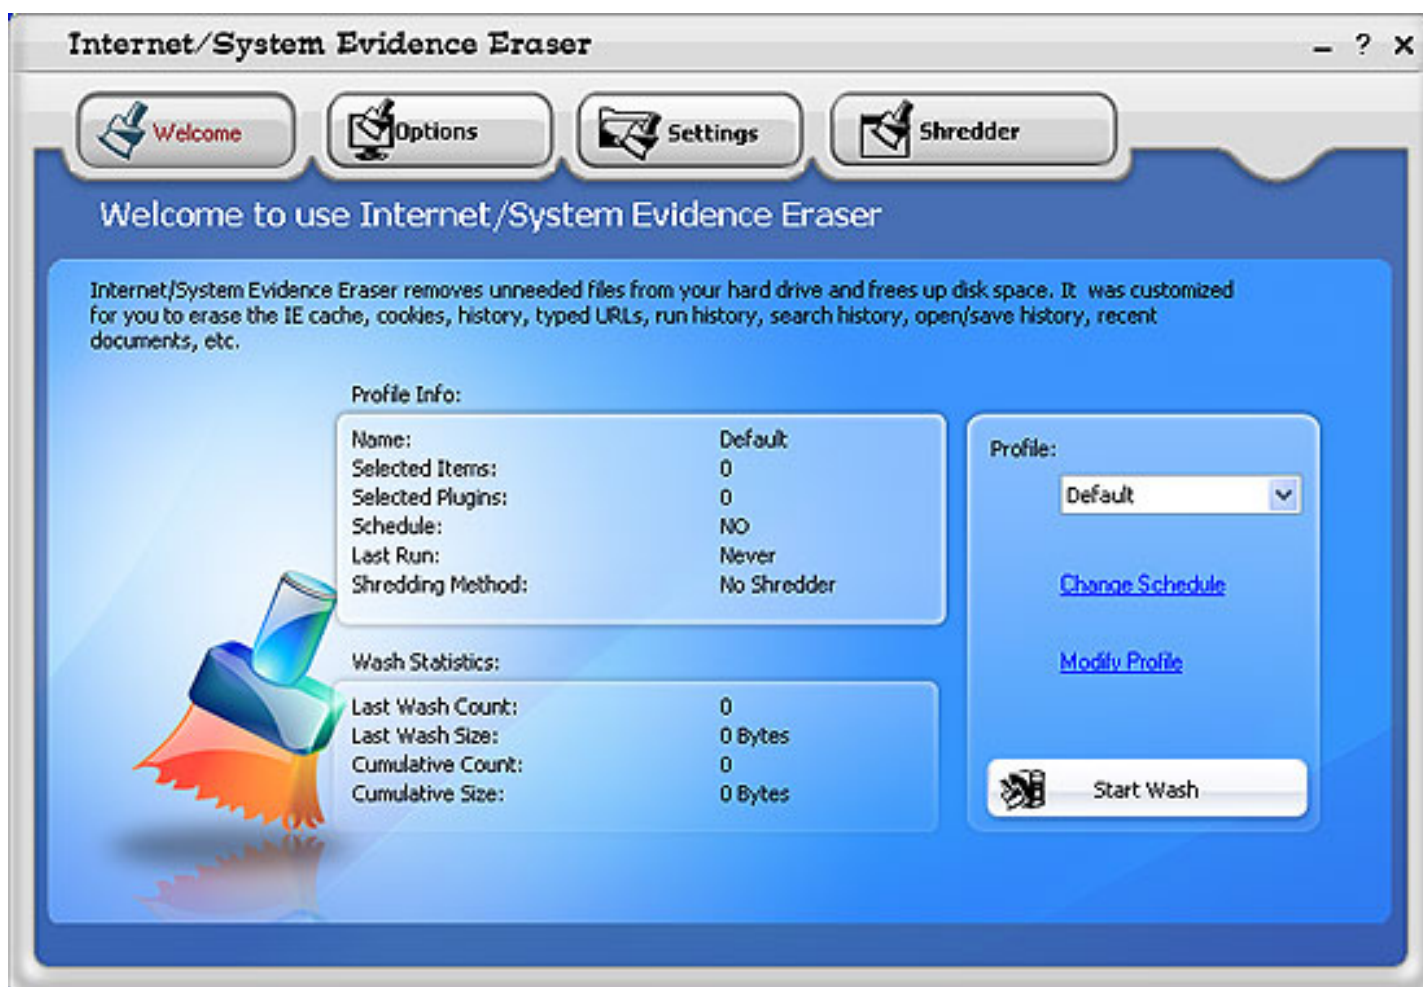 Internet/System Evidence Eraser
Welcome Options Settings Shredder
Welcome to use Internet/System Evidence Eraser
Internet/System Evidence Eraser removes unneeded files from your hard drive and frees up disk space. It was customized
for you to erase the IE cache, cookies, history, typed URLs, run history, search history, open/save history, recent
documents, etc.
Profile Info:
Name: Default
Selected Items: 0
Selected Plugins: 0
Schedule: NO
Last Run: Never
Shredding Method: No Shredder
Wash Statistics:
Last Wash Count: 0
Last Wash Size: 0 Bytes
Cumulative Count: 0
Cumulative Size: 0 Bytes
Profile:
Default
Change Schedule
Modify Profile
Start Wash